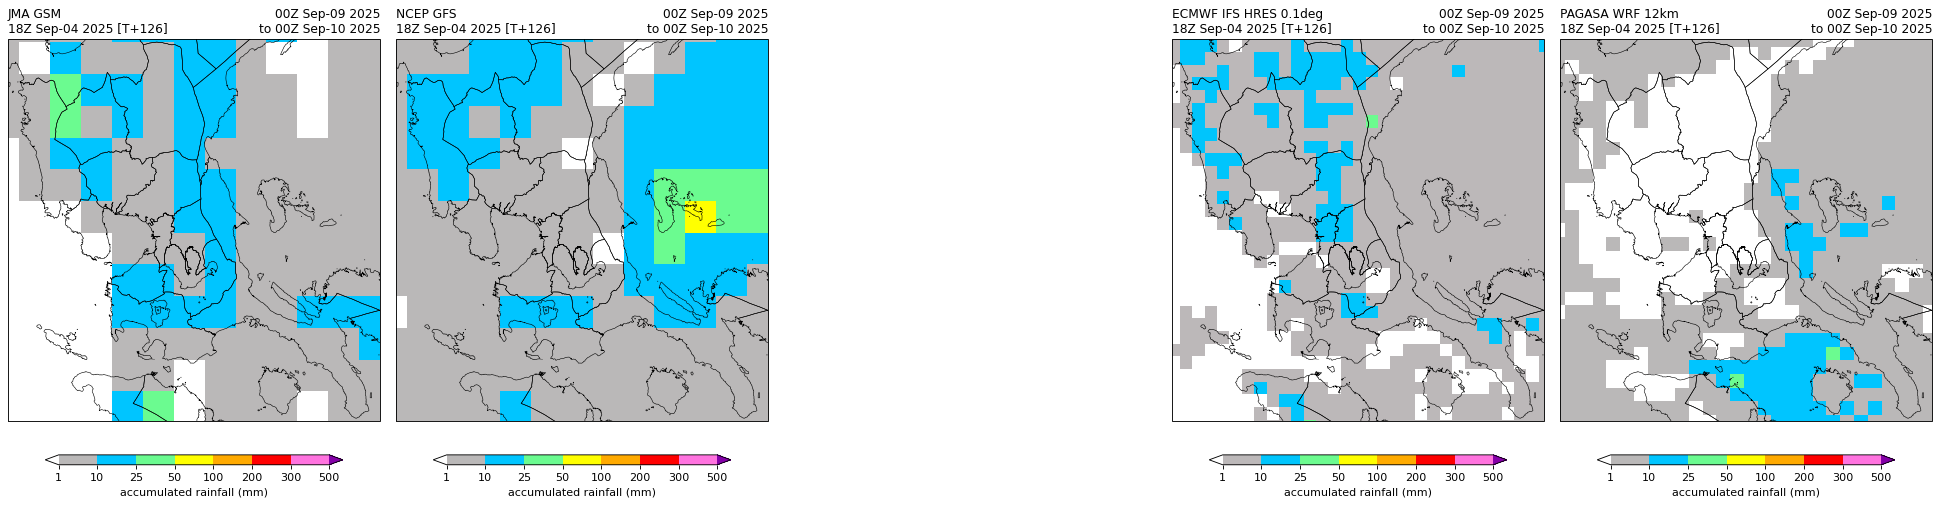 JMA GSM 00Z Sep-09 2025
18Z Sep-04 2025 [T+126] to 00Z Sep-10 2025
1 10 25 50 100 200 300 500
accumulated rainfall (mm)
NCEP GFS 00Z Sep-09 2025
18Z Sep-04 2025 [T+126] to 00Z Sep-10 2025
1 10 25 50 100 200 300 500
accumulated rainfall (mm)
ECMWF IFS HRES 0.1deg 00Z Sep-09 2025
18Z Sep-04 2025 [T+126] to 00Z Sep-10 2025
1 10 25 50 100 200 300 500
accumulated rainfall (mm)
PAGASA WRF 12km 00Z Sep-09 2025
18Z Sep-04 2025 [T+126] to 00Z Sep-10 2025
1 10 25 50 100 200 300 500
accumulated rainfall (mm)